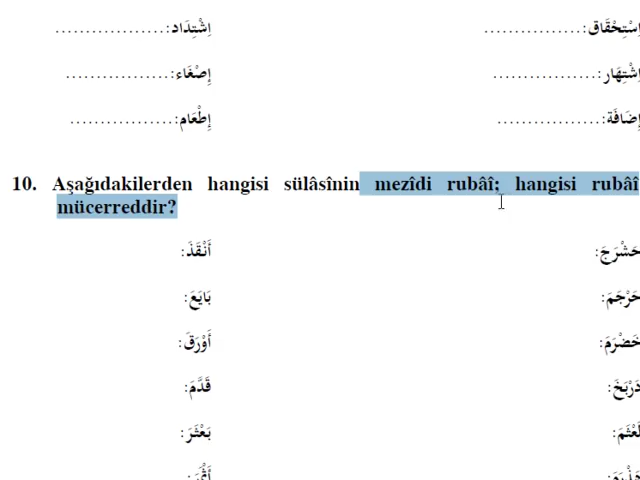 اِسْتِحْقَاق:................ اِشْتِدَاد:..................
اِشْتِهَار:................. إِصْغَاء:.................
إِضَافَة:................. إِطْعَام:.................
10. Aşağıdakilerden hangisi sülâsînin mezîdi rubâî; hangisi rubâî
mücerreddir?
حَشْرَجَ: أَنْقَذَ:
حَرْجَمَ: بَايَعَ:
خَضْرَمَ: أَوْرَقَ:
دَرْبَخَ: قَدَّمَ:
لَعْثَمَ: بَعْثَرَ: